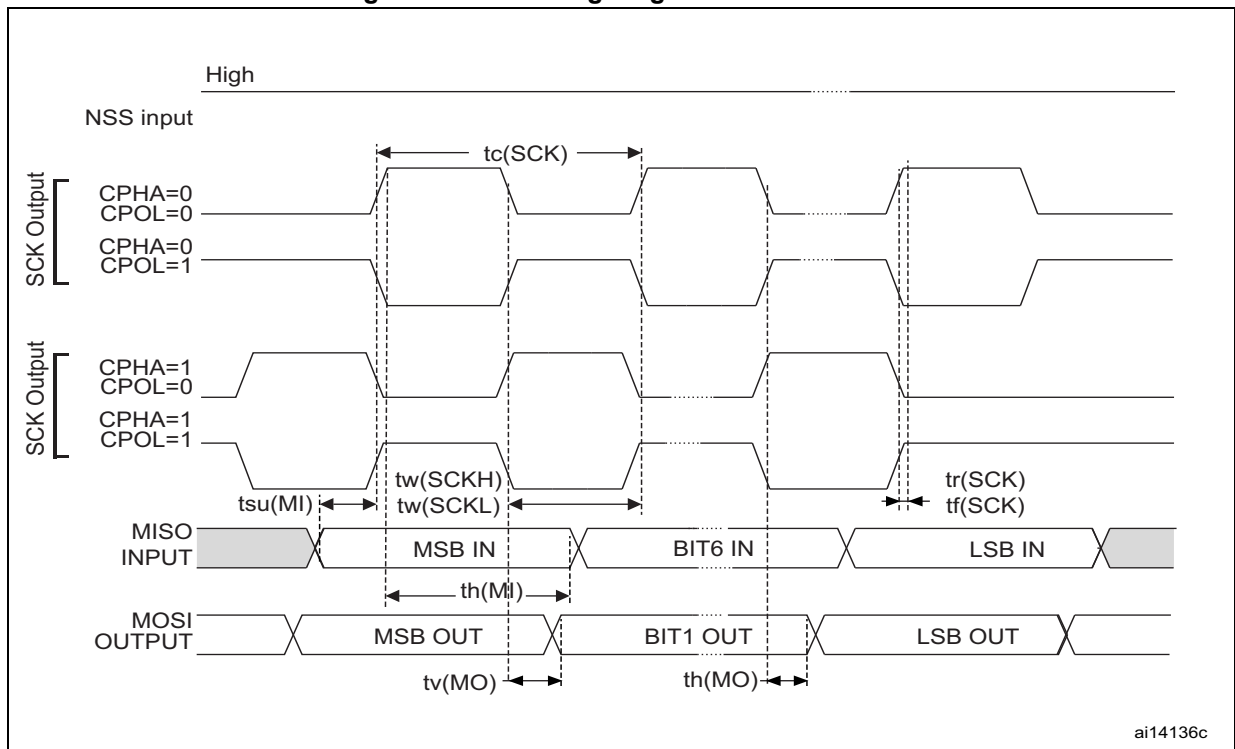 High
NSS input
tc(SCK)
SCK Output
CPHA=0
CPOL=0
CPHA=0
CPOL=1
SCK Output
CPHA=1
CPOL=0
CPHA=1
CPOL=1
tw(SCKH)
tw(SCKL)
tr(SCK)
tf(SCK)
tsu(MI)
MISO
INPUT
MSB IN
BIT6 IN
LSB IN
th(MI)
MOSI
OUTPUT
MSB OUT
BIT1 OUT
LSB OUT
tv(MO)
th(MO)
ai14136c